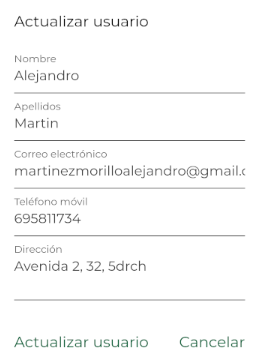 Actualizar usuario
Nombre
Alejandro
Apellidos
Martin
Correo electrónico
martinezmorilloalejandro@gmail.c
Teléfono móvil
695811734
Dirección
Avenida 2, 32, 5drch
Actualizar usuario Cancelar